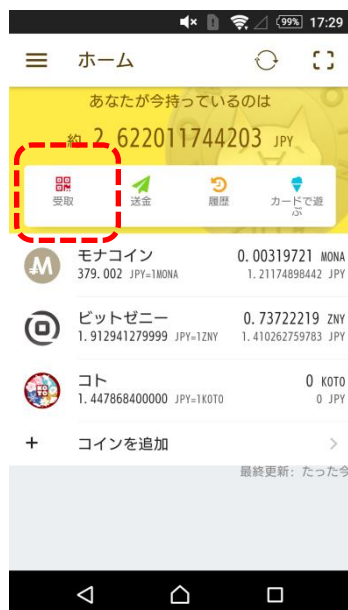 99% 17:29
ホーム
あなたが今持っているのは
約 2.622011744203 JPY
受取
送金
履歴
カードで遊ぶ
モナコイン
0.00319721 MONA
379.002 JPY=1MONA
1.21174898442 JPY
ビットゼニー
0.73722219 ZNY
1.912941279999 JPY=1ZNY
1.410262759783 JPY
コト
0 KOTO
1.447868400000 JPY=1KOTO
0 JPY
+ コインを追加 >
最終更新: たった今